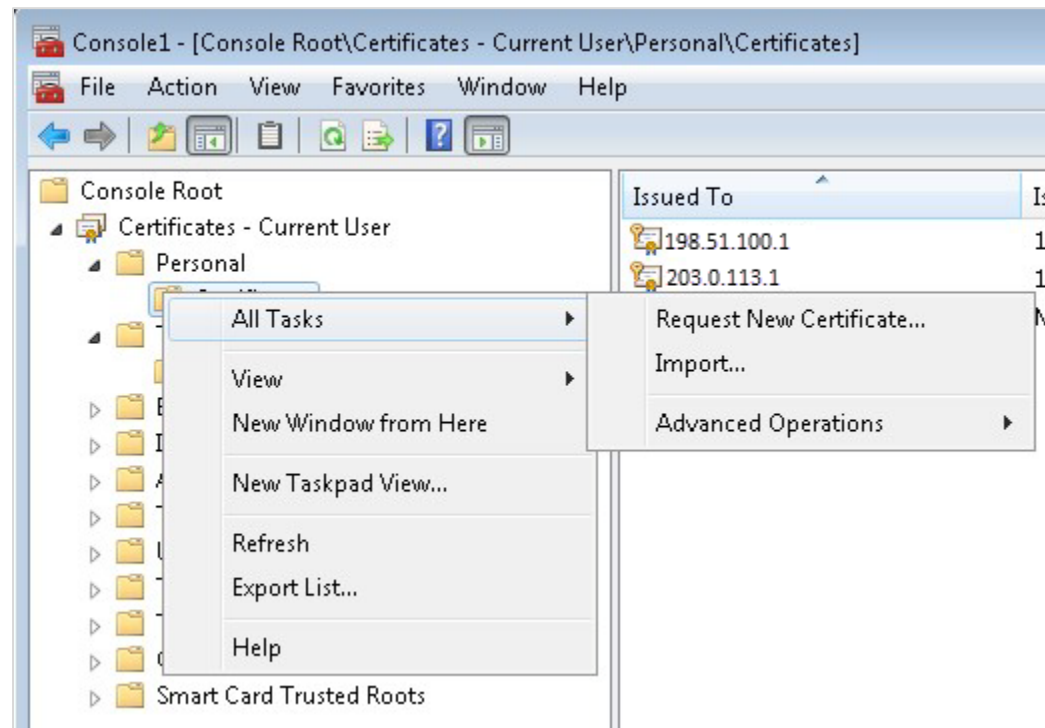 Console1 - [Console Root\Certificates - Current User\Personal\Certificates]
File Action View Favorites Window Help
Console Root
Certificates - Current User
Personal
Smart Card Trusted Roots
Issued To
198.51.100.1
203.0.113.1
All Tasks
View
New Window from Here
New Taskpad View...
Refresh
Export List...
Help
Request New Certificate...
Import...
Advanced Operations